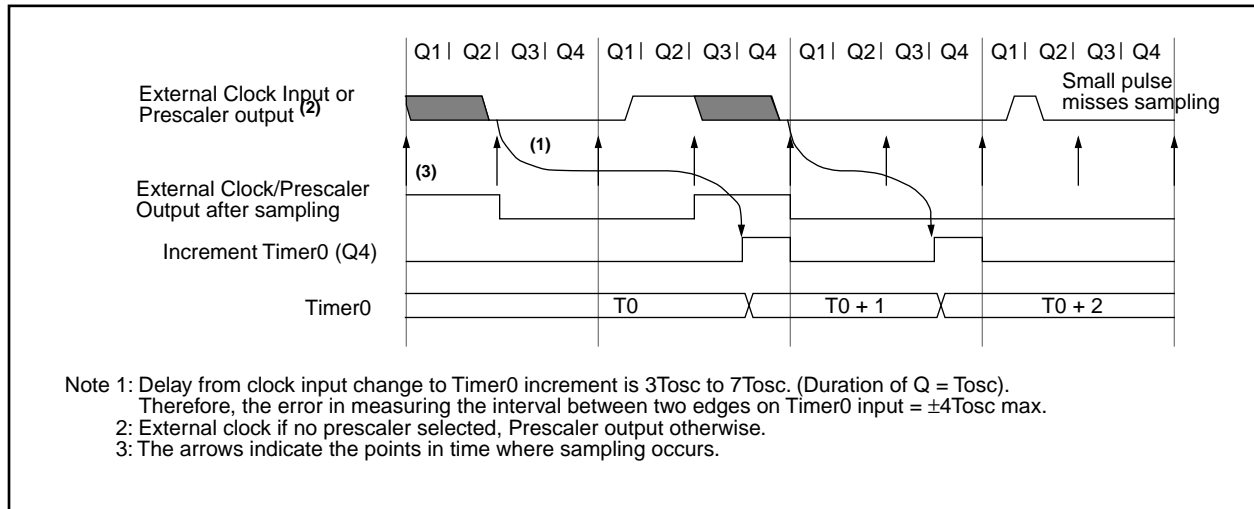 Q1| Q2| Q3| Q4 Q1| Q2| Q3| Q4 Q1| Q2| Q3| Q4 Q1| Q2| Q3| Q4
External Clock Input or
Prescaler output (2)
Small pulse
misses sampling
(1)
(3)
External Clock/Prescaler
Output after sampling
Increment Timer0 (Q4)
Timer0 T0 T0 + 1 T0 + 2
Note 1: Delay from clock input change to Timer0 increment is 3Tosc to 7Tosc. (Duration of Q = Tosc).
Therefore, the error in measuring the interval between two edges on Timer0 input = ±4Tosc max.
2: External clock if no prescaler selected, Prescaler output otherwise.
3: The arrows indicate the points in time where sampling occurs.